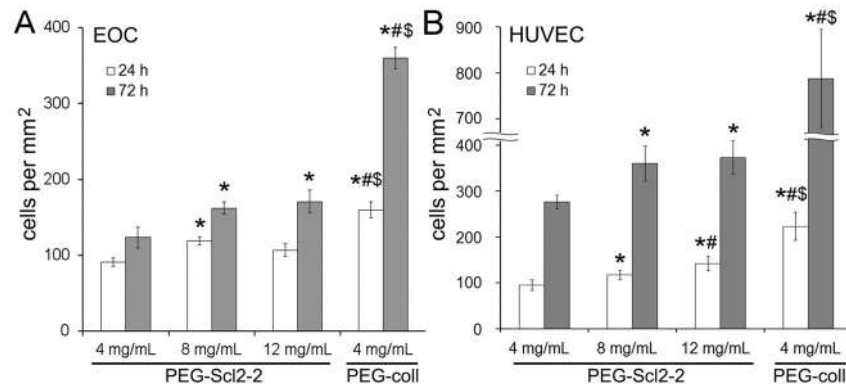 A
EOC
24 h
72 h
cells per mm2
400
300
200
100
0
*
*
*
*#$
*#$
4 mg/mL
8 mg/mL
12 mg/mL
4 mg/mL
PEG-Scl2-2
PEG-coll
B
HUVEC
24 h
72 h
cells per mm2
900
800
700
400
300
200
100
0
*
*
*#
*
*#$
*#$
4 mg/mL
8 mg/mL
12 mg/mL
4 mg/mL
PEG-Scl2-2
PEG-coll